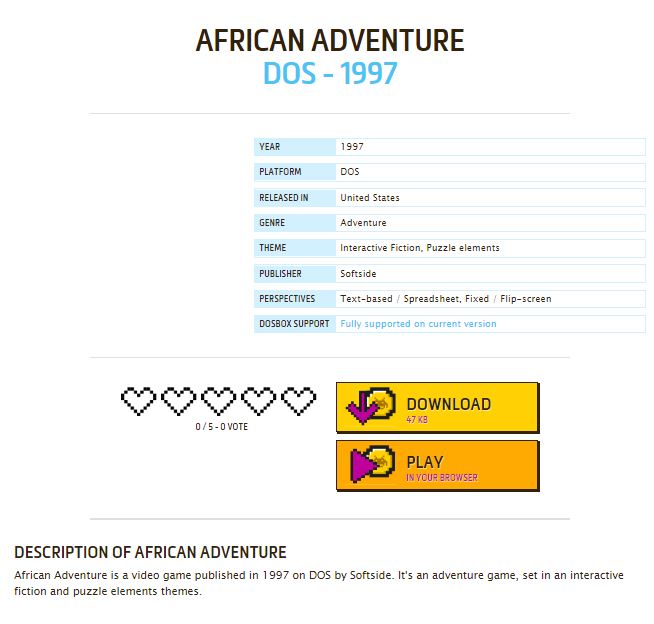 AFRICAN ADVENTURE
DOS - 1997
YEAR 1997
PLATFORM DOS
RELEASED IN United States
GENRE Adventure
THEME Interactive Fiction, Puzzle elements
PUBLISHER Softside
PERSPECTIVES Text-based / Spreadsheet, Fixed / Flip-screen
DOSBOX SUPPORT Fully supported on current version
0 / 5 - 0 VOTE
DOWNLOAD
47 KB
PLAY
IN YOUR BROWSER
DESCRIPTION OF AFRICAN ADVENTURE
African Adventure is a video game published in 1997 on DOS by Softside. It's an adventure game, set in an interactive
fiction and puzzle elements themes.